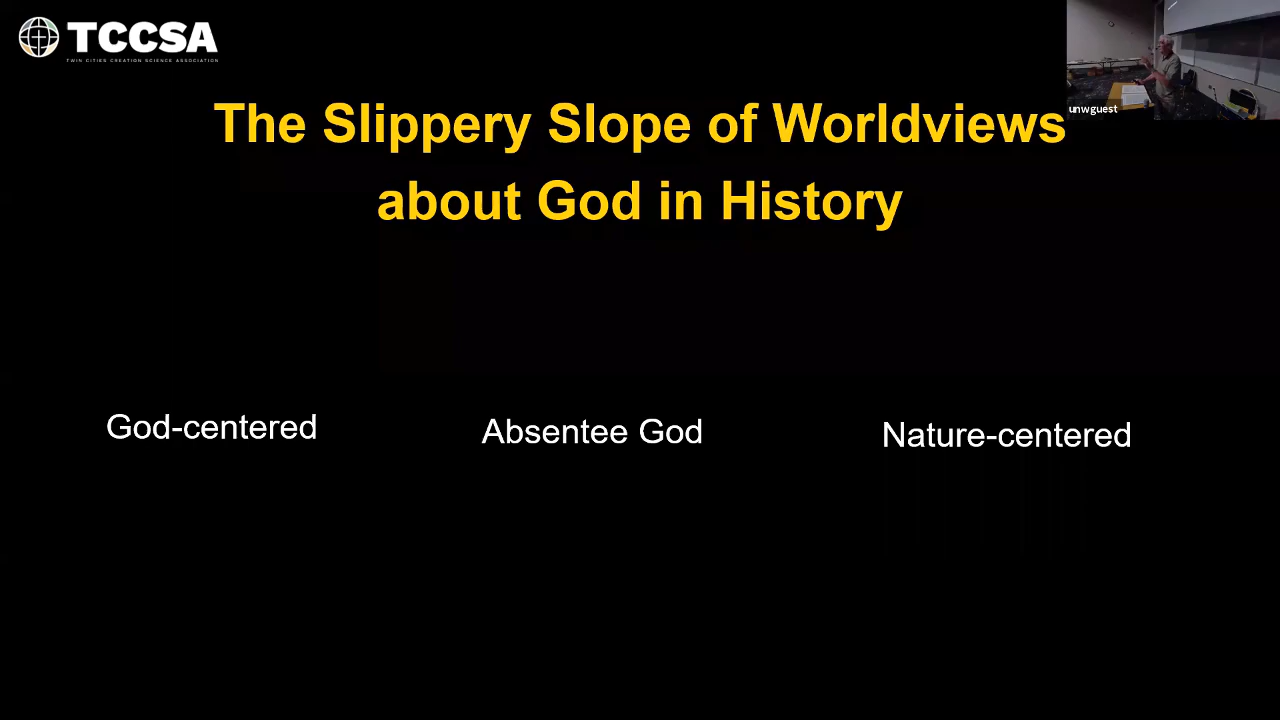 TCCSA
TWIN CITIES CREATION SCIENCE ASSOCIATION
unwguest
The Slippery Slope of Worldviews
about God in History
God-centered
Absentee God
Nature-centered